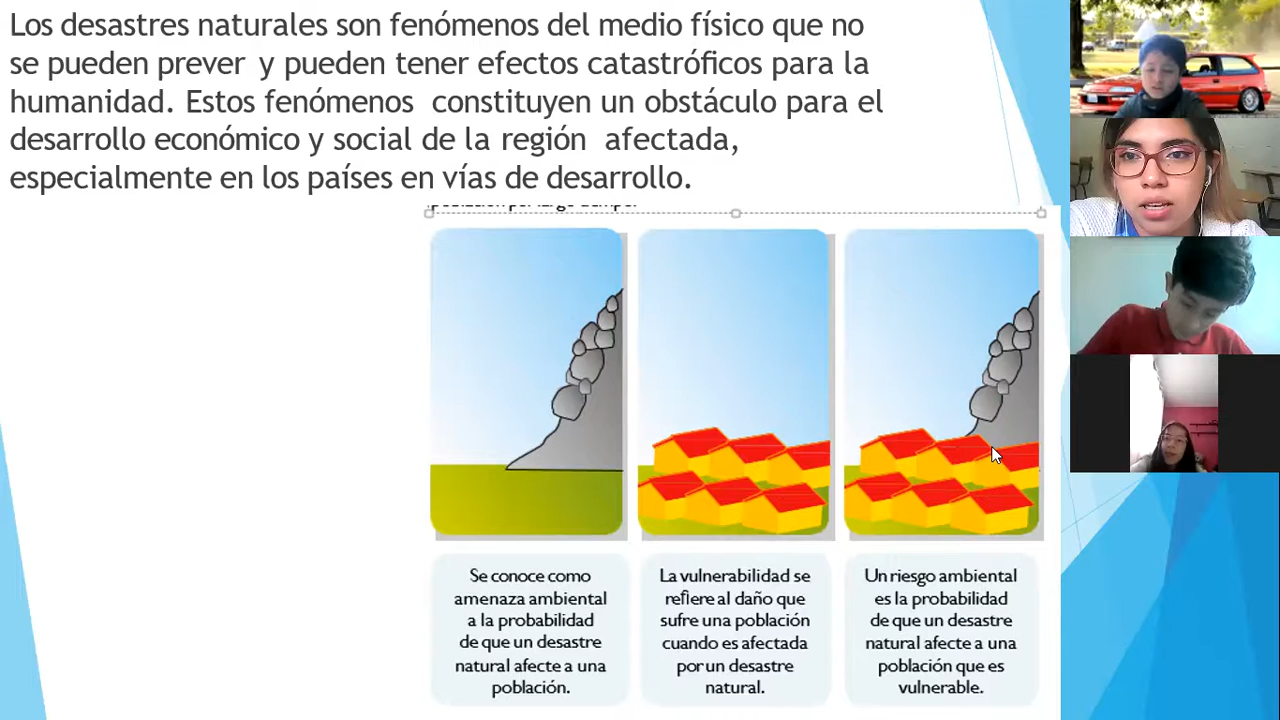 Los desastres naturales son fenómenos del medio físico que no
se pueden prever y pueden tener efectos catastróficos para la
humanidad. Estos fenómenos constituyen un obstáculo para el
desarrollo económico y social de la región afectada,
especialmente en los países en vías de desarrollo.
Se conoce como
amenaza ambiental
a la probabilidad
de que un desastre
natural afecte a una
población.
La vulnerabilidad se
refiere al daño que
sufre una población
cuando es afectada
por un desastre
natural.
Un riesgo ambiental
es la probabilidad
de que un desastre
natural afecte a una
población que es
vulnerable.